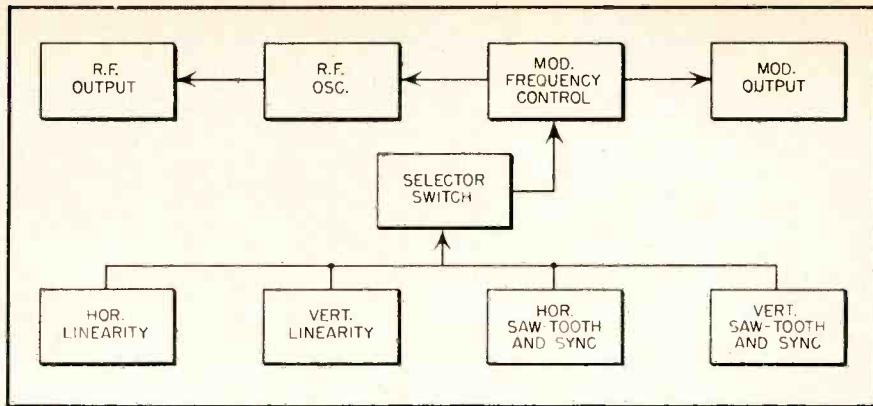 R.F.
OUTPUT
R.F.
OSC.
MOD.
FREQUENCY
CONTROL
MOD.
OUTPUT
SELECTOR
SWITCH
HOR.
LINEARITY
VERT.
LINEARITY
HOR.
SAW-TOOTH
AND SYNC
VERT.
SAW-TOOTH
AND SYNC